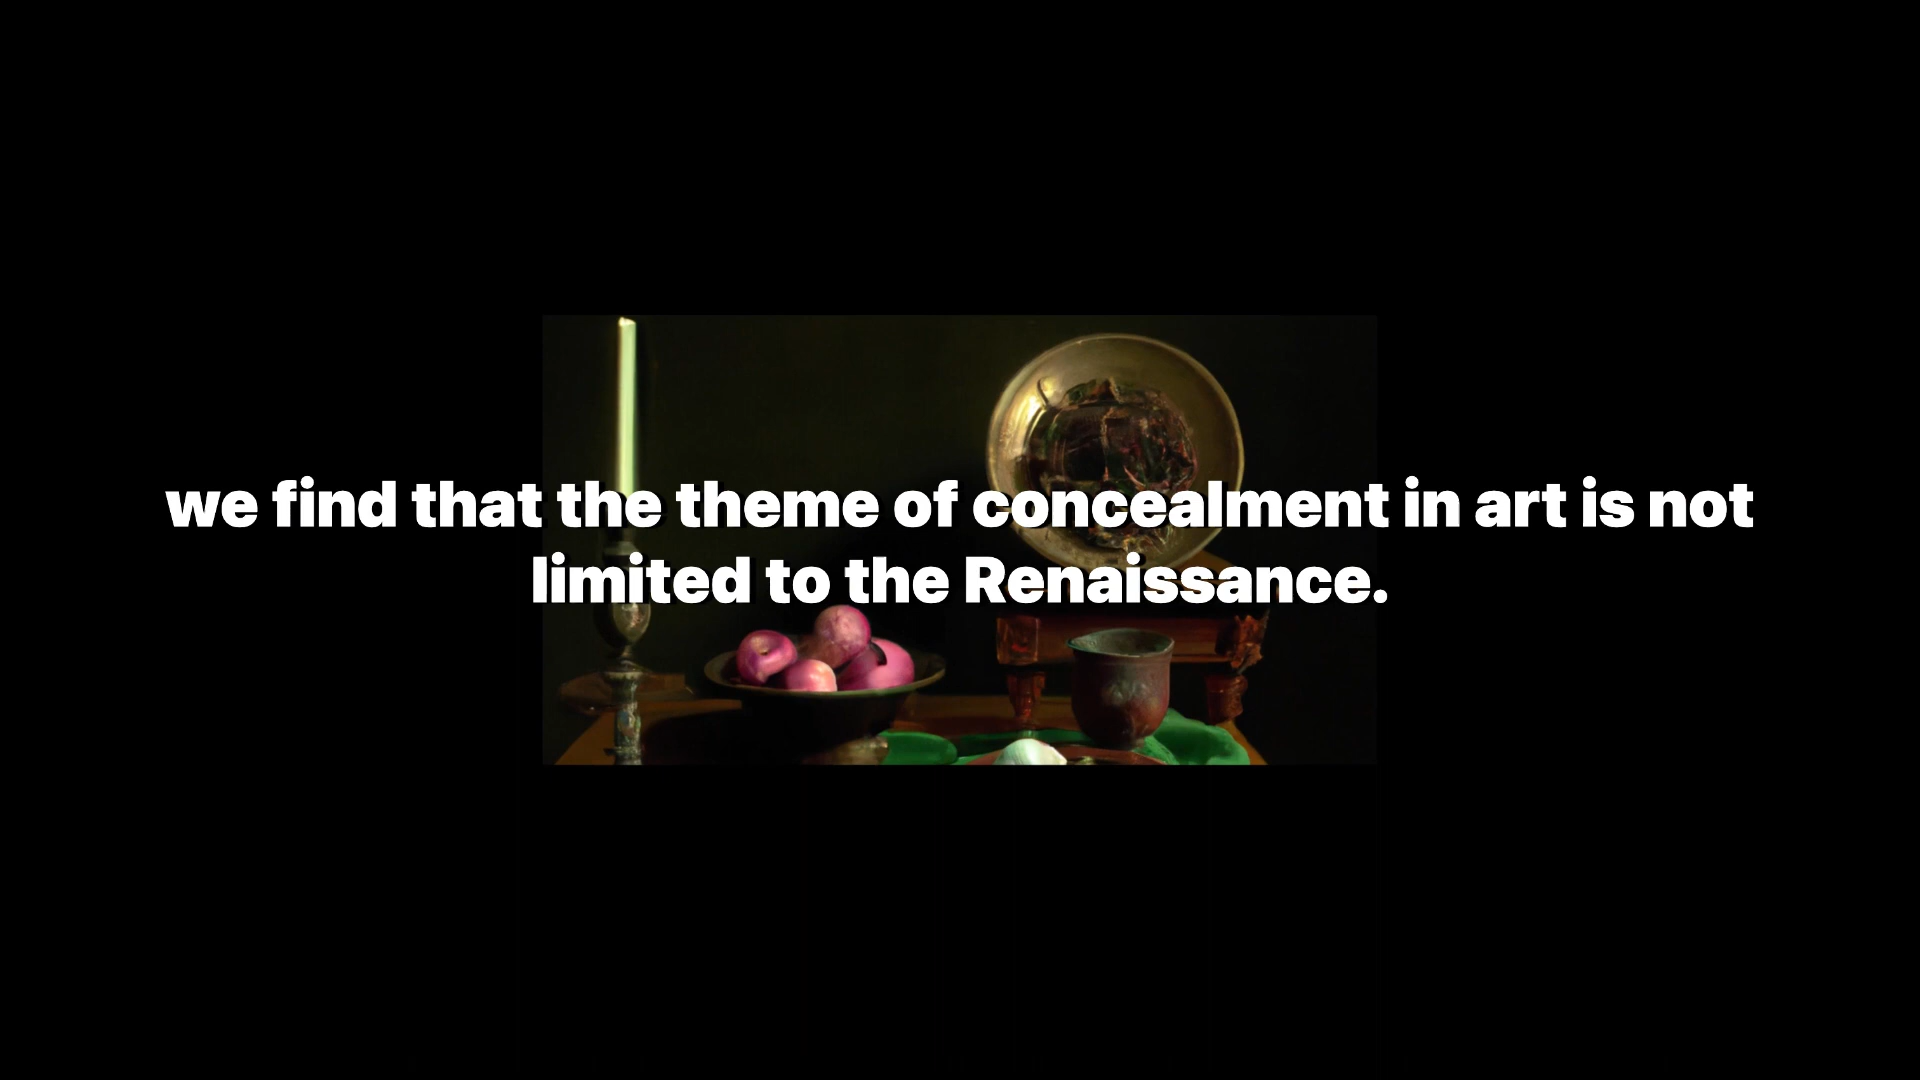 we find that the theme of concealment in art is not
limited to the Renaissance.